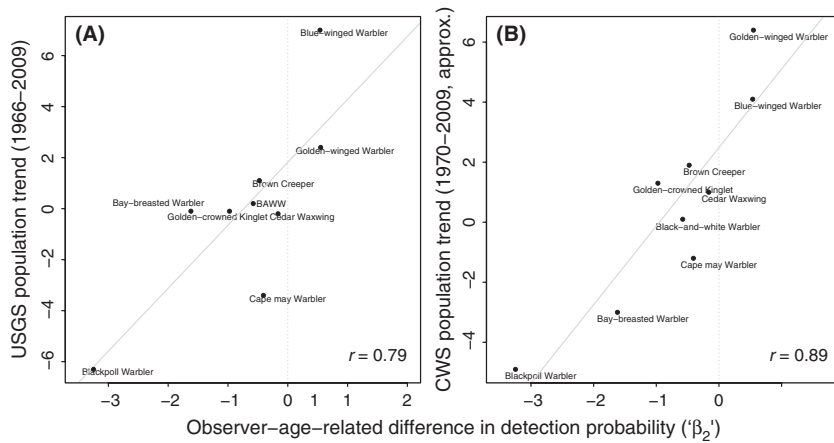 (A)
USGS population trend (1966–2009)
6
4
2
0
−2
−4
−6
Blue−winged Warbler
Golden−winged Warbler
Brown Creeper
Bay−breasted Warbler
BAWW
Golden−crowned Kinglet
Cedar Waxwing
Cape may Warbler
Blackpoll Warbler
r = 0.79
−3
−2
−1
0
1
2
(B)
CWS population trend (1970−2009, approx.)
6
4
2
0
−2
−4
Golden−winged Warbler
Blue−winged Warbler
Brown Creeper
Golden−crowned Kinglet
Cedar Waxwing
Black−and−white Warbler
Cape may Warbler
Bay−breasted Warbler
Blackpoll Warbler
r = 0.89
−3
−2
−1
0
1
Observer−age−related difference in detection probability ('β2')